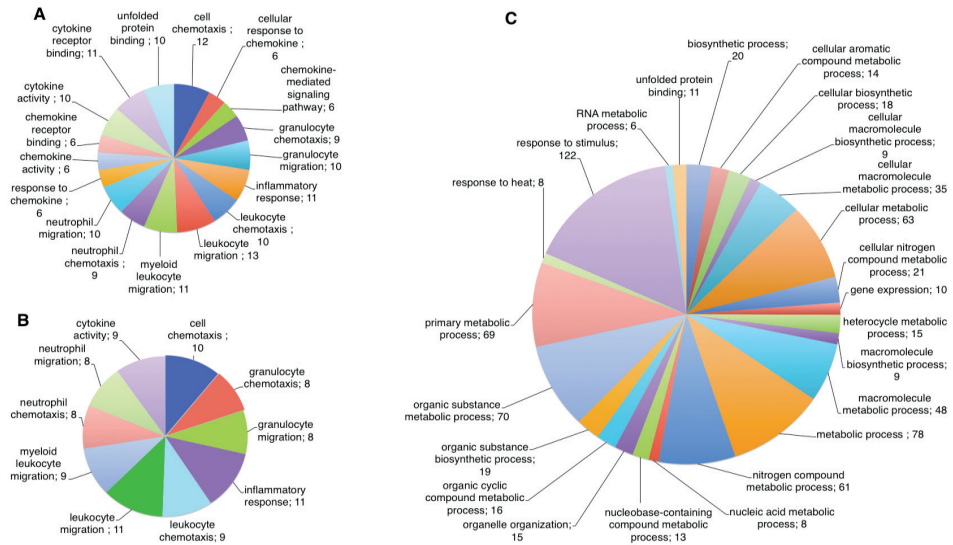 A
cell
chemotaxis ;
12
cellular
response to
chemokine ;
6
chemokine-
mediated
signaling
pathway; 6
granulocyte
chemotaxis; 9
granulocyte
migration; 10
inflammatory
response; 11
leukocyte
chemotaxis ;
10
leukocyte
migration ; 13
myeloid
leukocyte
migration; 11
neutrophil
chemotaxis ;
9
neutrophil
migration; 10
response to
chemokine ;
6
chemokine
activity ; 6
chemokine
receptor
binding ; 6
cytokine
activity ; 10
cytokine
receptor
binding; 11
unfolded
protein
binding ; 10
B
cell
chemotaxis ;
10
granulocyte
chemotaxis; 8
granulocyte
migration; 8
inflammatory
response; 11
leukocyte
chemotaxis; 9
leukocyte
migration ; 11
myeloid
leukocyte
migration; 9
neutrophil
chemotaxis; 8
neutrophil
migration; 8
cytokine
activity; 9
C
biosynthetic process;
20
cellular aromatic
compound metabolic
process; 14
cellular biosynthetic
process; 18
cellular
macromolecule
biosynthetic process;
9
cellular
macromolecule
metabolic process; 35
cellular metabolic
process; 63
cellular nitrogen
compound metabolic
process; 21
gene expression; 10
heterocycle metabolic
process; 15
macromolecule
biosynthetic process;
9
macromolecule
metabolic process; 48
metabolic process ; 78
nitrogen compound
metabolic process; 61
nucleic acid metabolic
process; 8
nucleobase-containing
compound metabolic
process; 13
organelle organization;
15
organic cyclic
compound metabolic
process; 16
organic substance
biosynthetic process;
19
organic substance
metabolic process; 70
primary metabolic
process; 69
response to heat; 8
response to stimulus;
122
RNA metabolic
process; 6
unfolded protein
binding; 11